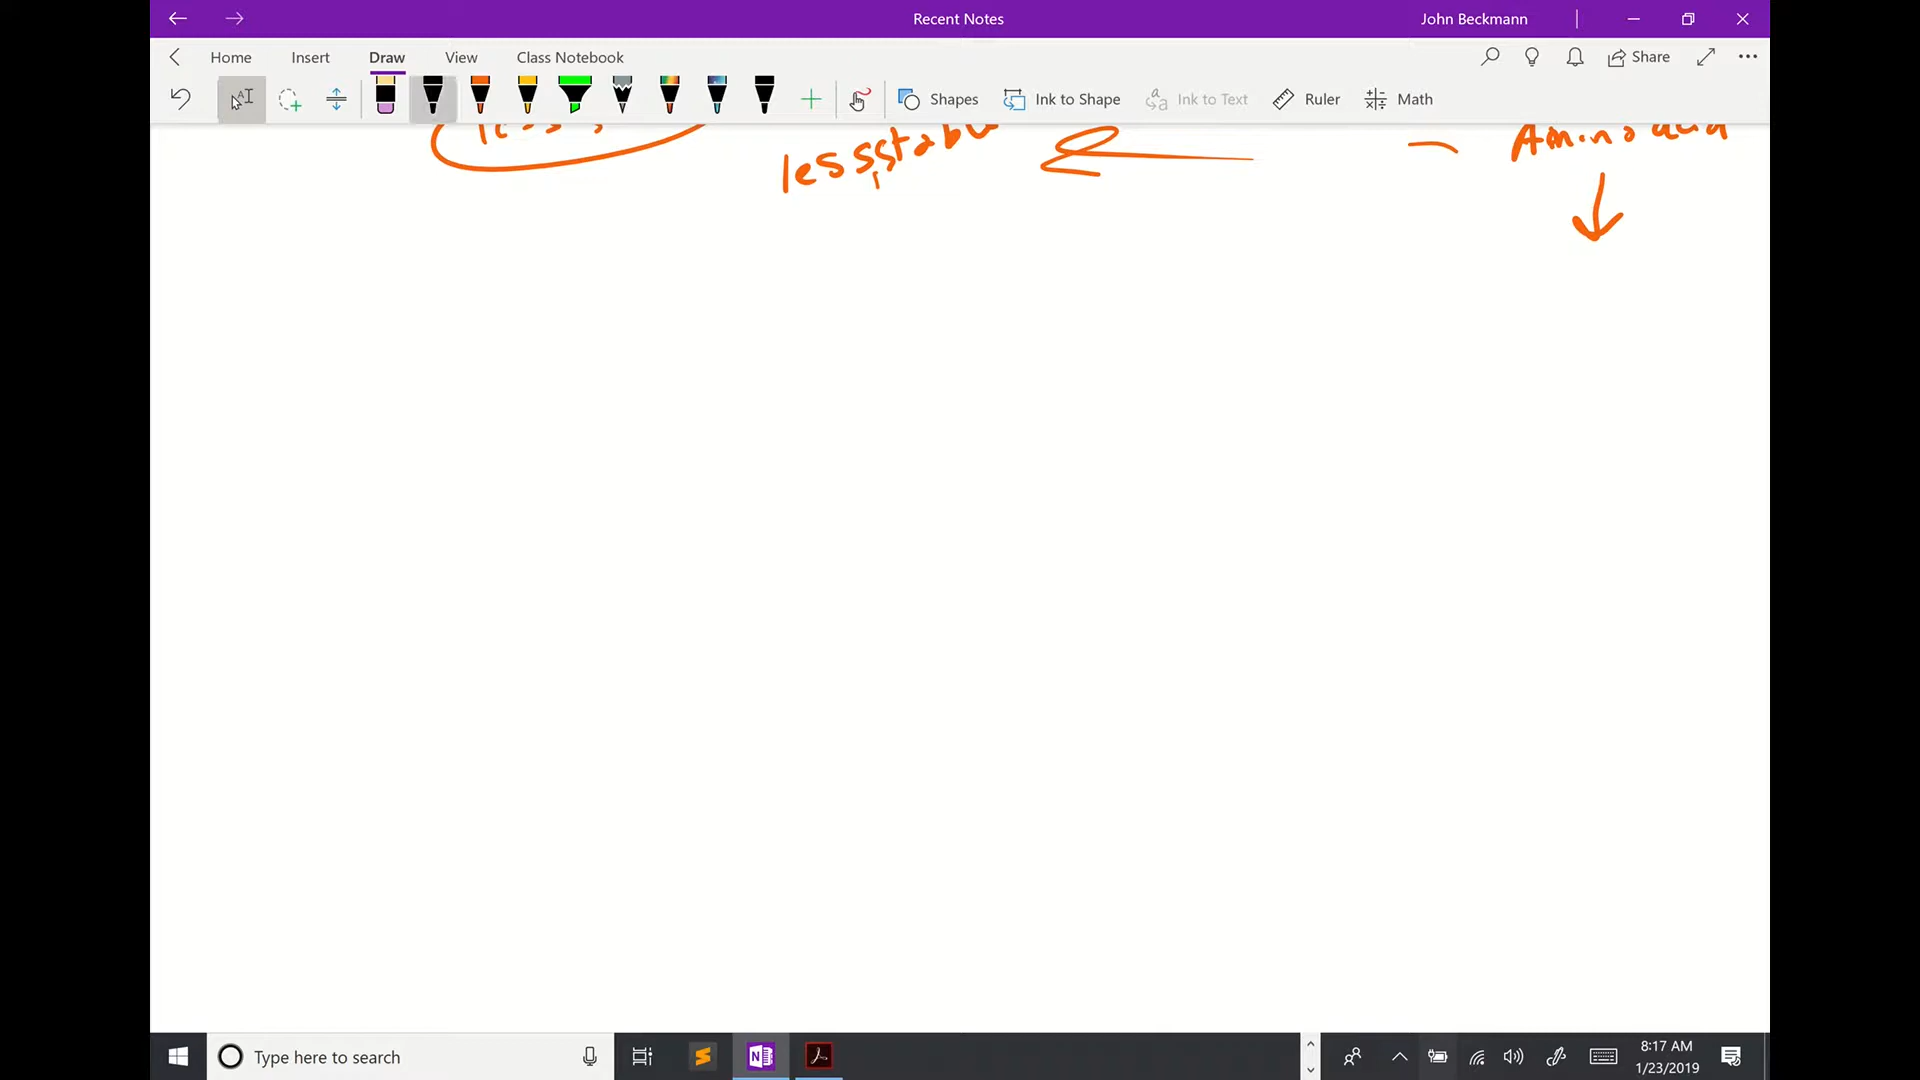 Recent Notes
John Beckmann
Home Insert Draw View Class Notebook
Share
Shapes Ink to Shape Ink to Text Ruler Math
less stable
Amino acid
Type here to search
8:17 AM
1/23/2019